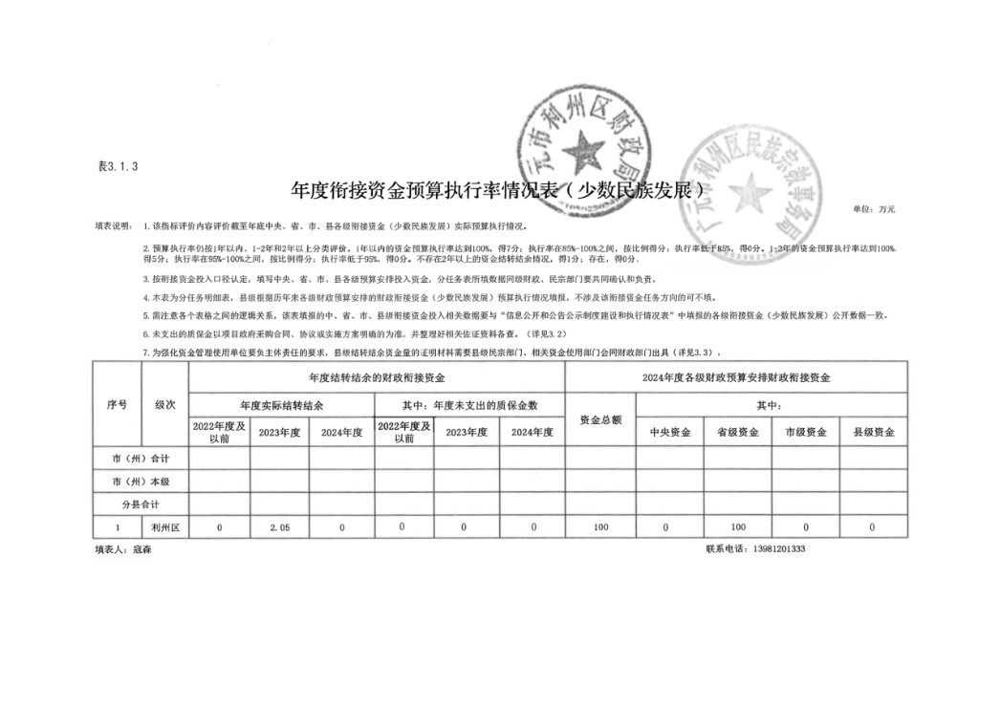 元市利州区财政局
广元市利州区民族宗教事务局
表3.1.3
年度衔接资金预算执行率情况表（少数民族发展）
单位：万元
填表说明： 1.该指标评价内容评价截至年底中央、省、市、县各级衔接资金（少数民族发展）实际预算执行情况。
2.预算执行率仍按1年以内、1-2年和2年以上分类评价。1年以内的资金预算执行率达到100%，得7分；执行率在85%-100%之间，按比例得分；执行率低于85%，得0分。1-2年的资金预算执行率达到100%，
得5分；执行率在95%-100%之间，按比例得分；执行率低于95%，得0分。不存在2年以上的资金结转结余情况，得1分；存在，得0分。
3.按衔接资金投入口径认定，填写中央、省、市、县各级预算安排投入资金，分任务表所填数据同级财政、民宗部门要共同确认和负责。
4.本表为分任务明细表，县级根据历年来各级财政预算安排的财政衔接资金（少数民族发展）预算执行情况填报，不涉及该衔接资金任务方向的可不填。
5.需注意各个表格之间的逻辑关系，该表填报的中、省、市、县级衔接资金投入相关数据要与“信息公开和公告公示制度建设和执行情况表”中填报的各级衔接资金（少数民族发展）公开数据一致。
6.未支出的质保金以项目政府采购合同、协议或实施方案明确的为准，并整理好相关佐证资料备查。（详见3.2）
7.为强化资金管理使用单位要负主体责任的要求，县级结转结余资金量的证明材料需要县级民宗部门、相关资金使用部门会同财政部门出具（详见3.3）。
序号 级次 年度结转结余的财政衔接资金 2024年度各级财政预算安排财政衔接资金
年度实际结转结余 其中：年度未支出的质保金数 资金总额 其中：
2022年度及以前 2023年度 2024年度 2022年度及以前 2023年度 2024年度 中央资金 省级资金 市级资金 县级资金
市（州）合计
市（州）本级
分县合计
1 利州区 0 2.05 0 0 0 0 100 0 100 0 0
填表人：寇森 联系电话：13981201333